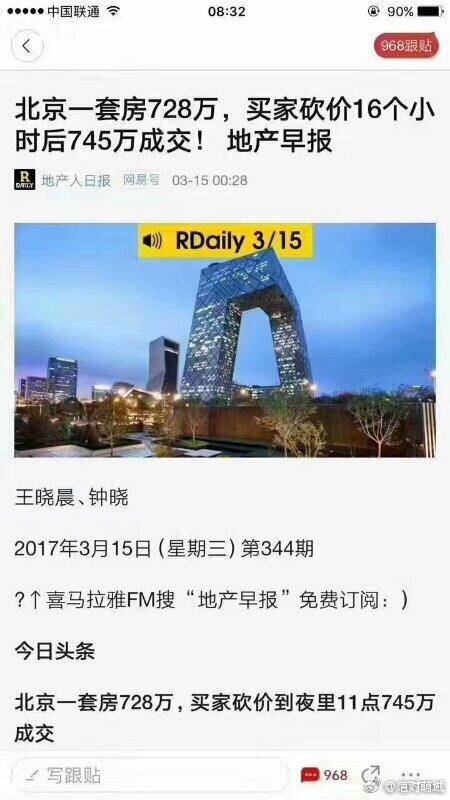 中国联通
08:32
90%
968跟贴
北京一套房728万，买家砍价16个小
时后745万成交！ 地产早报
R
DAILY
地产人日报 网易号 03-15 00:28
RDaily 3/15
王晓晨、钟晓
2017年3月15日（星期三）第344期
?↑喜马拉雅FM搜“地产早报”免费订阅：)
今日头条
北京一套房728万，买家砍价到夜里11点745万
成交
写跟贴
968